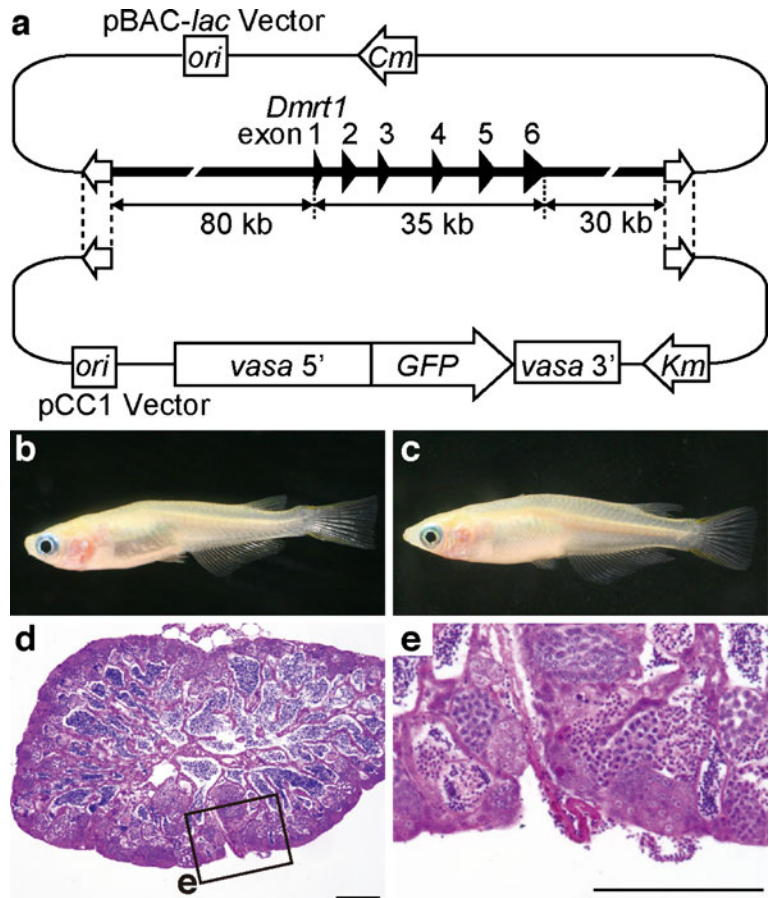 a
pBAC-lac Vector
ori
Cm
Dmrt1
exon 1 2 3 4 5 6
80 kb 35 kb 30 kb
ori vasa 5' GFP vasa 3' Km
pCC1 Vector
b c
d e
e